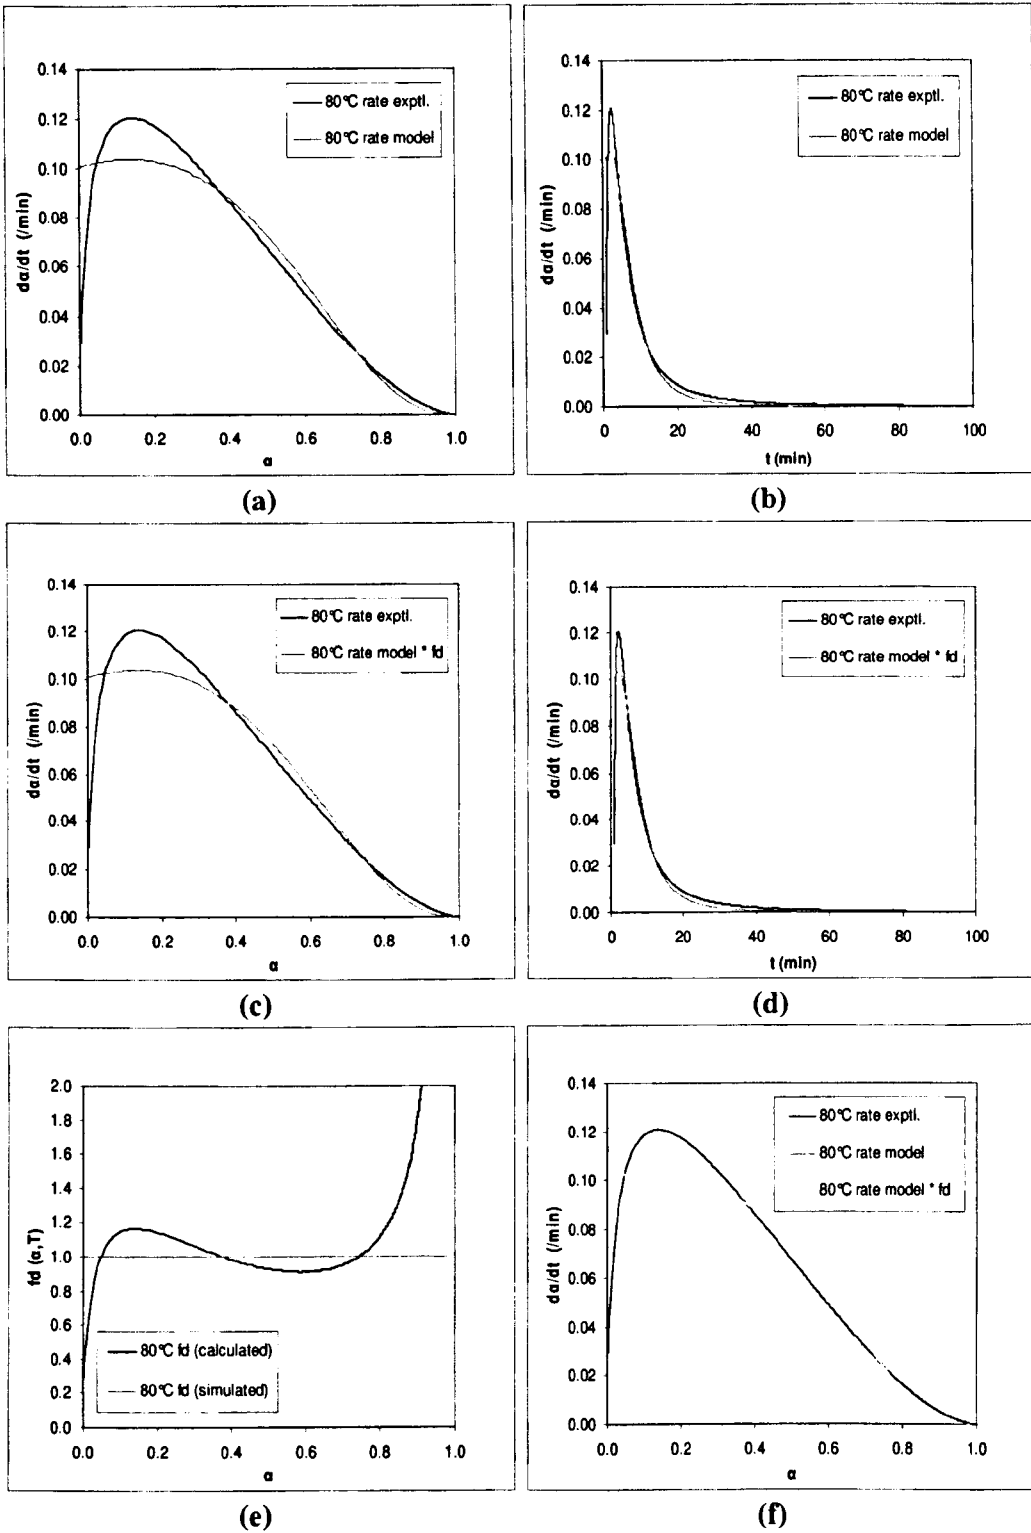 0.14
0.12
0.10
0.08
0.06
0.04
0.02
0.00
dα/dt (/min)
80°C rate exptl.
80°C rate model
0.0 0.2 0.4 0.6 0.8 1.0
α
(a)
0.14
0.12
0.10
0.08
0.06
0.04
0.02
0.00
dα/dt (/min)
80°C rate exptl.
80°C rate model
0 20 40 60 80 100
t (min)
(b)
0.14
0.12
0.10
0.08
0.06
0.04
0.02
0.00
dα/dt (/min)
80°C rate exptl.
80°C rate model * fd
0.0 0.2 0.4 0.6 0.8 1.0
α
(c)
0.14
0.12
0.10
0.08
0.06
0.04
0.02
0.00
dα/dt (/min)
80°C rate exptl.
80°C rate model * fd
0 20 40 60 80 100
t (min)
(d)
2.0
1.8
1.6
1.4
1.2
1.0
0.8
0.6
0.4
0.2
0.0
fd (α,T)
80°C fd (calculated)
80°C fd (simulated)
0.0 0.2 0.4 0.6 0.8 1.0
α
(e)
0.14
0.12
0.10
0.08
0.06
0.04
0.02
0.00
dα/dt (/min)
80°C rate exptl.
80°C rate model
80°C rate model * fd
0.0 0.2 0.4 0.6 0.8 1.0
α
(f)